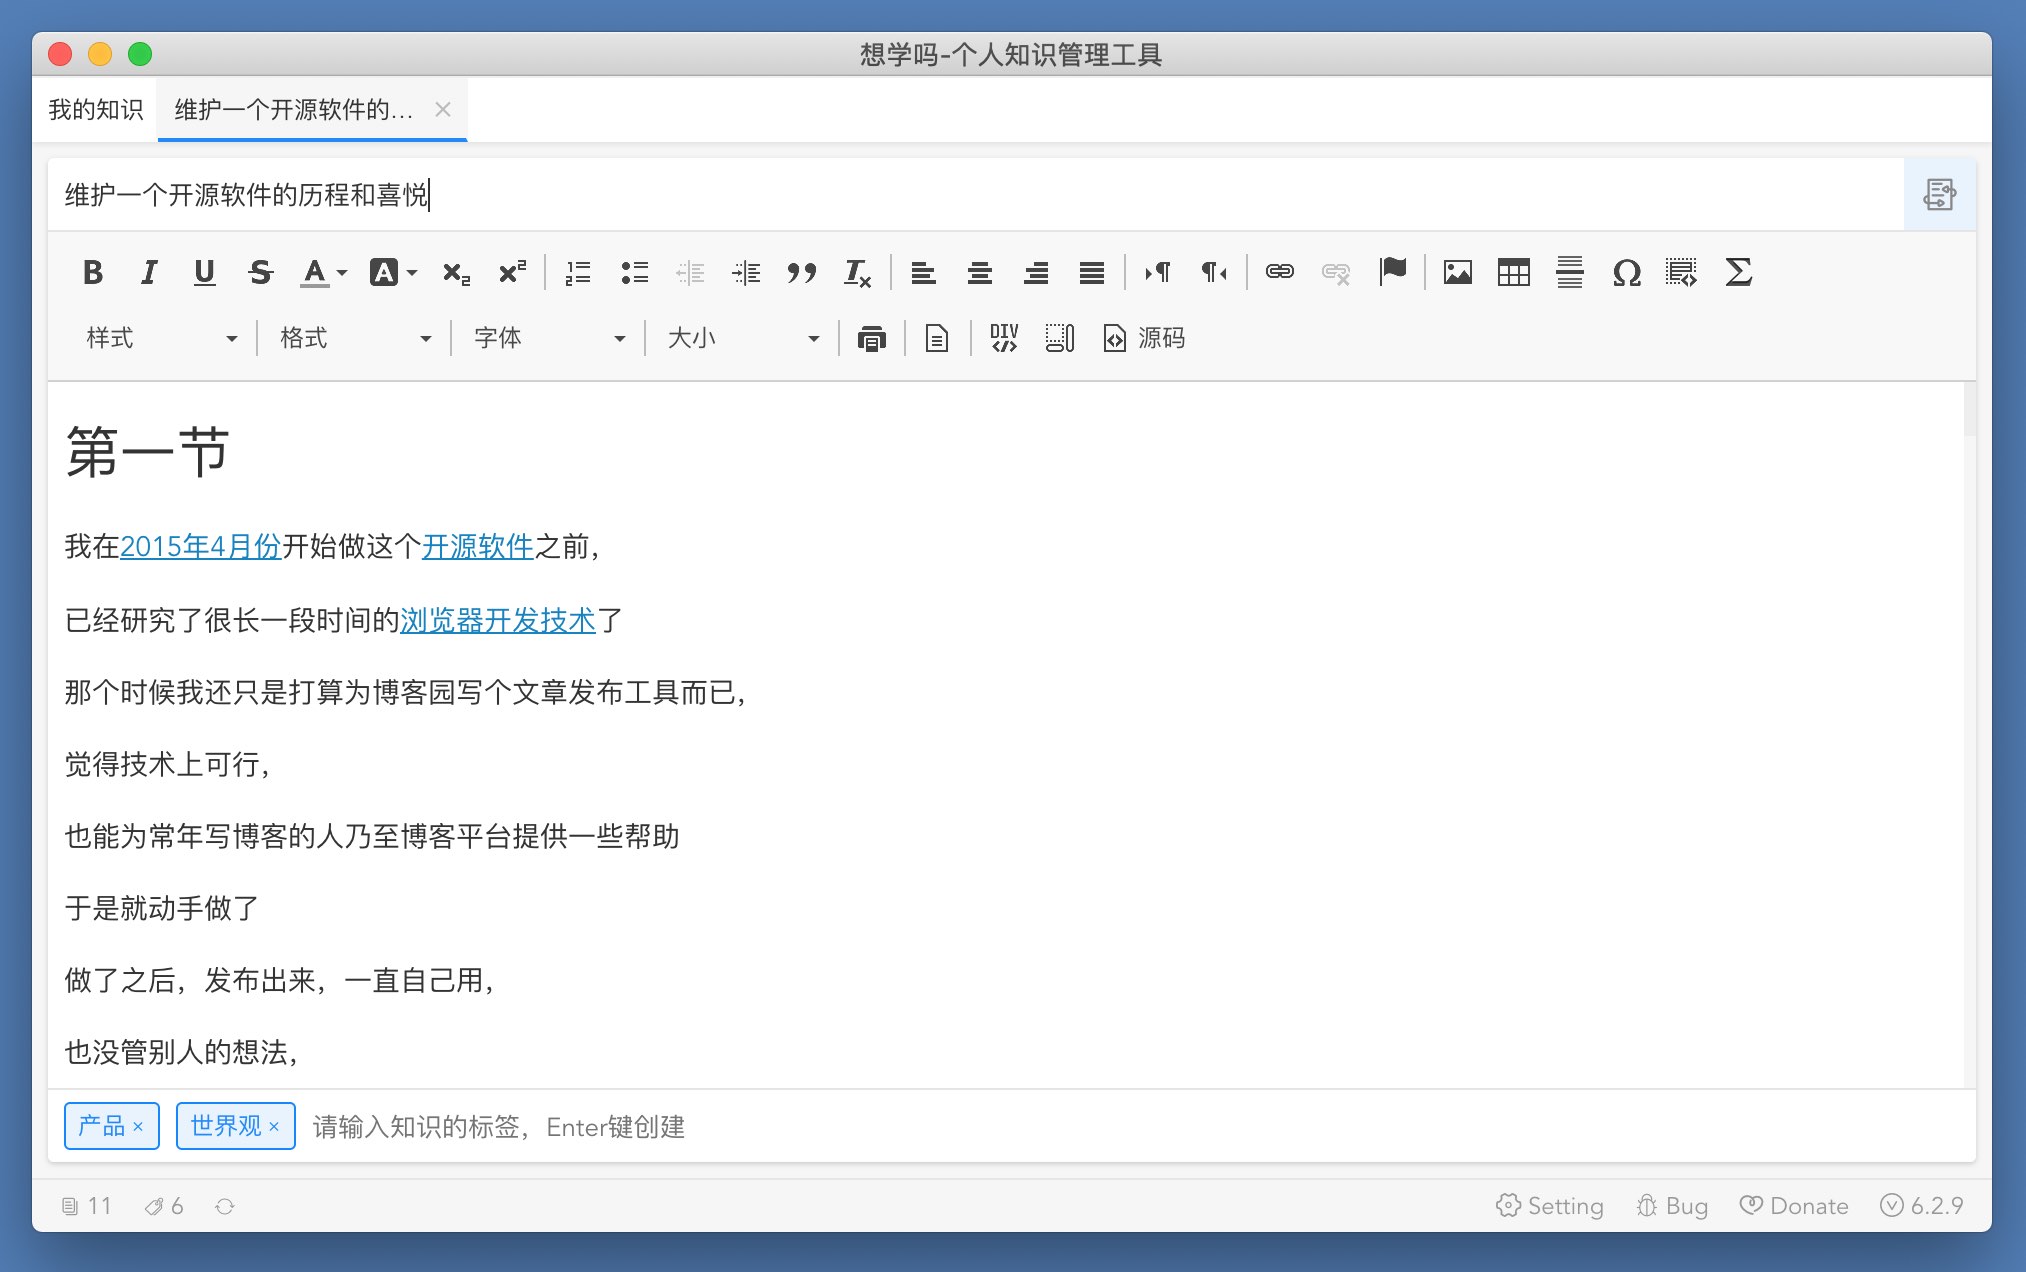 想学吗-个人知识管理工具
我的知识 维护一个开源软件的...
维护一个开源软件的历程和喜悦
样式 格式 字体 大小 DIV 源码
第一节
我在2015年4月份开始做这个开源软件之前，
已经研究了很长一段时间的浏览器开发技术了
那个时候我还只是打算为博客园写个文章发布工具而已，
觉得技术上可行，
也能为常年写博客的人乃至博客平台提供一些帮助
于是就动手做了
做了之后，发布出来，一直自己用，
也没管别人的想法，
产品 × 世界观 × 请输入知识的标签，Enter键创建
11 6 Setting Bug Donate 6.2.9